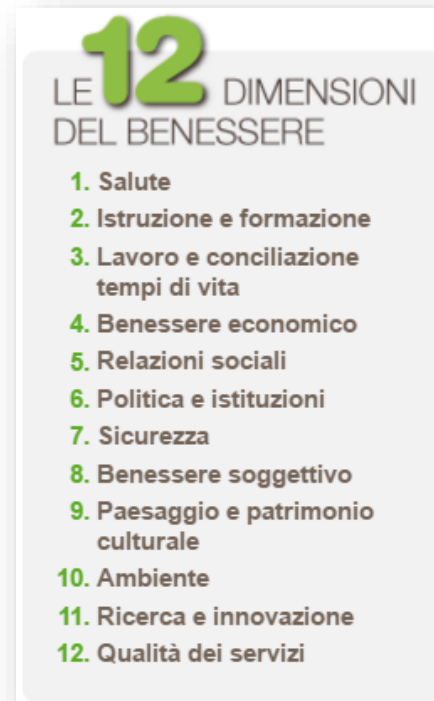 LE 12 DIMENSIONI
DEL BENESSERE
1. Salute
2. Istruzione e formazione
3. Lavoro e conciliazione
tempi di vita
4. Benessere economico
5. Relazioni sociali
6. Politica e istituzioni
7. Sicurezza
8. Benessere soggettivo
9. Paesaggio e patrimonio
culturale
10. Ambiente
11. Ricerca e innovazione
12. Qualità dei servizi